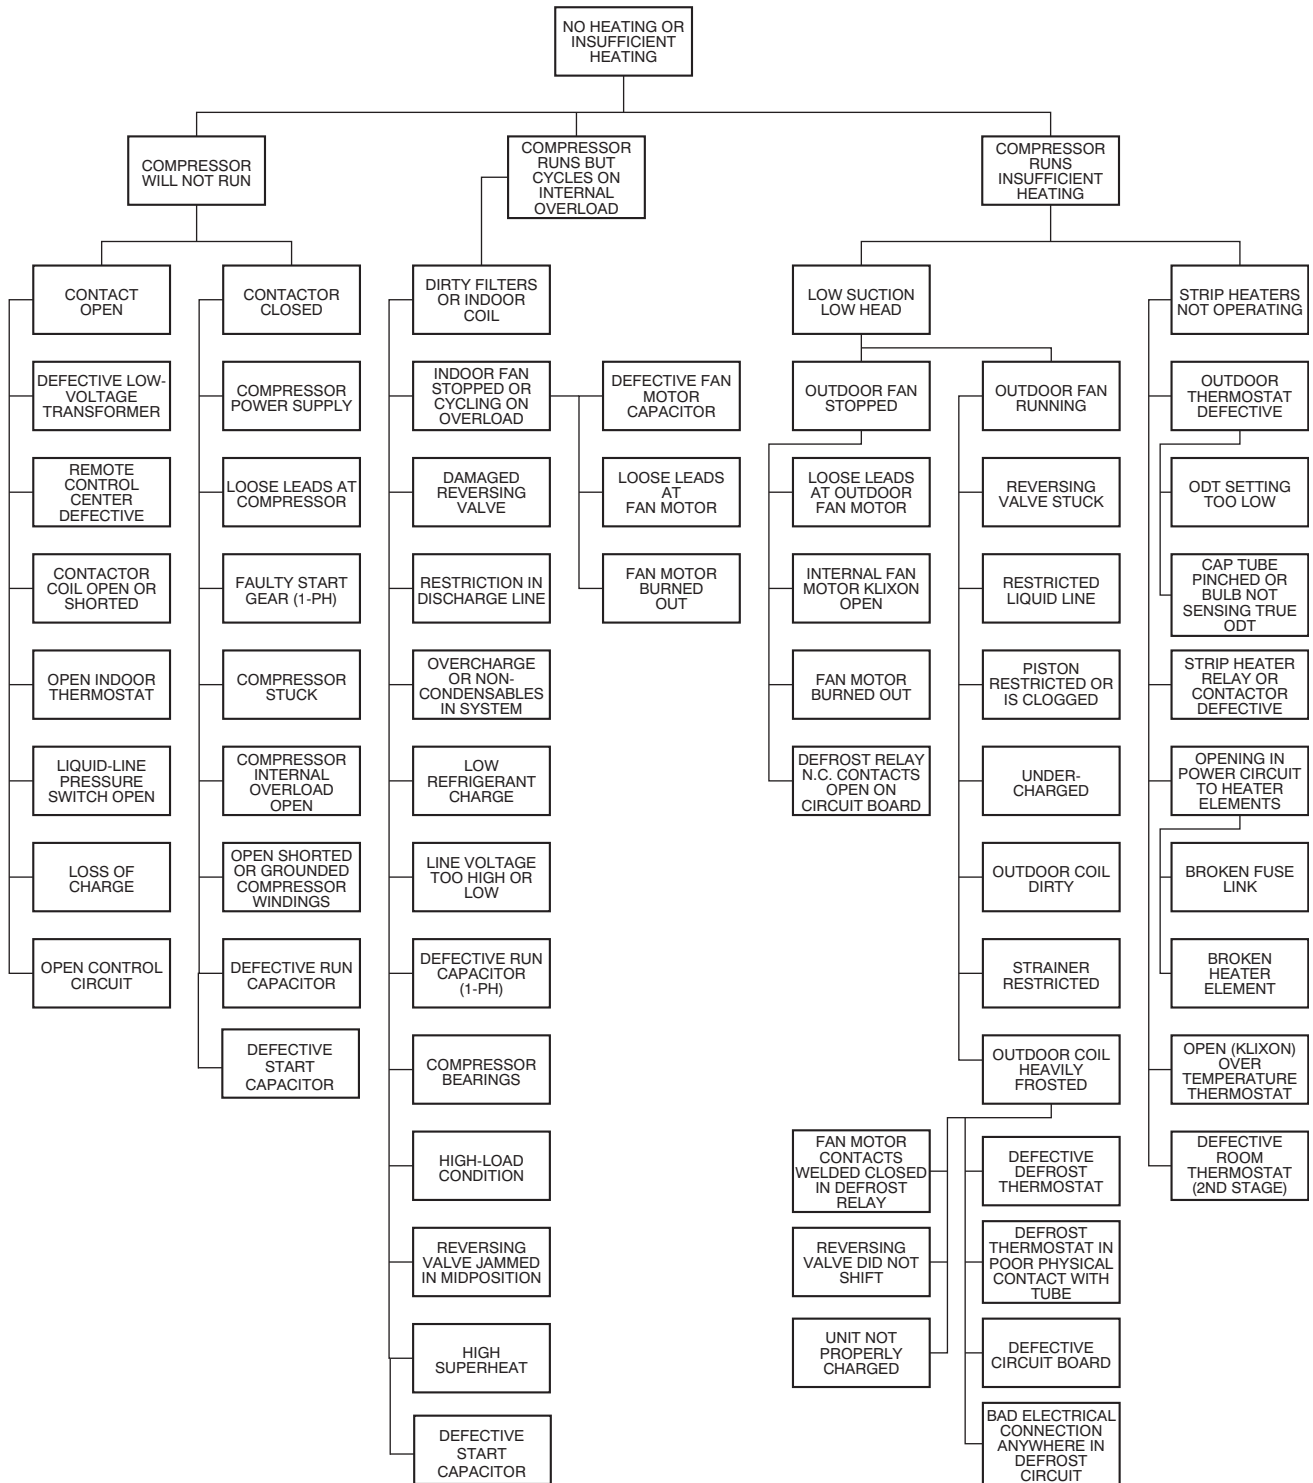 NO HEATING OR
INSUFFICIENT
HEATING
COMPRESSOR
WILL NOT RUN
COMPRESSOR
RUNS BUT
CYCLES ON
INTERNAL
OVERLOAD
COMPRESSOR
RUNS
INSUFFICIENT
HEATING
CONTACT
OPEN
DEFECTIVE LOW-
VOLTAGE
TRANSFORMER
REMOTE
CONTROL
CENTER
DEFECTIVE
CONTACTOR
COIL OPEN OR
SHORTED
OPEN INDOOR
THERMOSTAT
LIQUID-LINE
PRESSURE
SWITCH OPEN
LOSS OF
CHARGE
OPEN CONTROL
CIRCUIT
CONTACTOR
CLOSED
COMPRESSOR
POWER SUPPLY
LOOSE LEADS AT
COMPRESSOR
FAULTY START
GEAR (1-PH)
COMPRESSOR
STUCK
COMPRESSOR
INTERNAL
OVERLOAD
OPEN
OPEN SHORTED
OR GROUNDED
COMPRESSOR
WINDINGS
DEFECTIVE RUN
CAPACITOR
DEFECTIVE
START
CAPACITOR
DIRTY FILTERS
OR INDOOR
COIL
INDOOR FAN
STOPPED OR
CYCLING ON
OVERLOAD
DAMAGED
REVERSING
VALVE
RESTRICTION IN
DISCHARGE LINE
OVERCHARGE
OR NON-
CONDENSABLES
IN SYSTEM
LOW
REFRIGERANT
CHARGE
LINE VOLTAGE
TOO HIGH OR
LOW
DEFECTIVE RUN
CAPACITOR
(1-PH)
COMPRESSOR
BEARINGS
HIGH-LOAD
CONDITION
REVERSING
VALVE JAMMED
IN MIDPOSITION
HIGH
SUPERHEAT
DEFECTIVE
START
CAPACITOR
DEFECTIVE FAN
MOTOR
CAPACITOR
LOOSE LEADS
AT
FAN MOTOR
FAN MOTOR
BURNED
OUT
LOW SUCTION
LOW HEAD
OUTDOOR FAN
STOPPED
LOOSE LEADS
AT OUTDOOR
FAN MOTOR
INTERNAL FAN
MOTOR KLIXON
OPEN
FAN MOTOR
BURNED OUT
DEFROST RELAY
N.C. CONTACTS
OPEN ON
CIRCUIT BOARD
OUTDOOR FAN
RUNNING
REVERSING
VALVE STUCK
RESTRICTED
LIQUID LINE
PISTON
RESTRICTED OR
IS CLOGGED
UNDER-
CHARGED
OUTDOOR COIL
DIRTY
STRAINER
RESTRICTED
OUTDOOR COIL
HEAVILY
FROSTED
FAN MOTOR
CONTACTS
WELDED CLOSED
IN DEFROST
RELAY
REVERSING
VALVE DID NOT
SHIFT
UNIT NOT
PROPERLY
CHARGED
DEFECTIVE
DEFROST
THERMOSTAT
DEFROST
THERMOSTAT IN
POOR PHYSICAL
CONTACT WITH
TUBE
DEFECTIVE
CIRCUIT BOARD
BAD ELECTRICAL
CONNECTION
ANYWHERE IN
DEFROST
CIRCUIT
STRIP HEATERS
NOT OPERATING
OUTDOOR
THERMOSTAT
DEFECTIVE
ODT SETTING
TOO LOW
CAP TUBE
PINCHED OR
BULB NOT
SENSING TRUE
ODT
STRIP HEATER
RELAY OR
CONTACTOR
DEFECTIVE
OPENING IN
POWER CIRCUIT
TO HEATER
ELEMENTS
BROKEN FUSE
LINK
BROKEN
HEATER
ELEMENT
OPEN (KLIXON)
OVER
TEMPERATURE
THERMOSTAT
DEFECTIVE
ROOM
THERMOSTAT
(2ND STAGE)